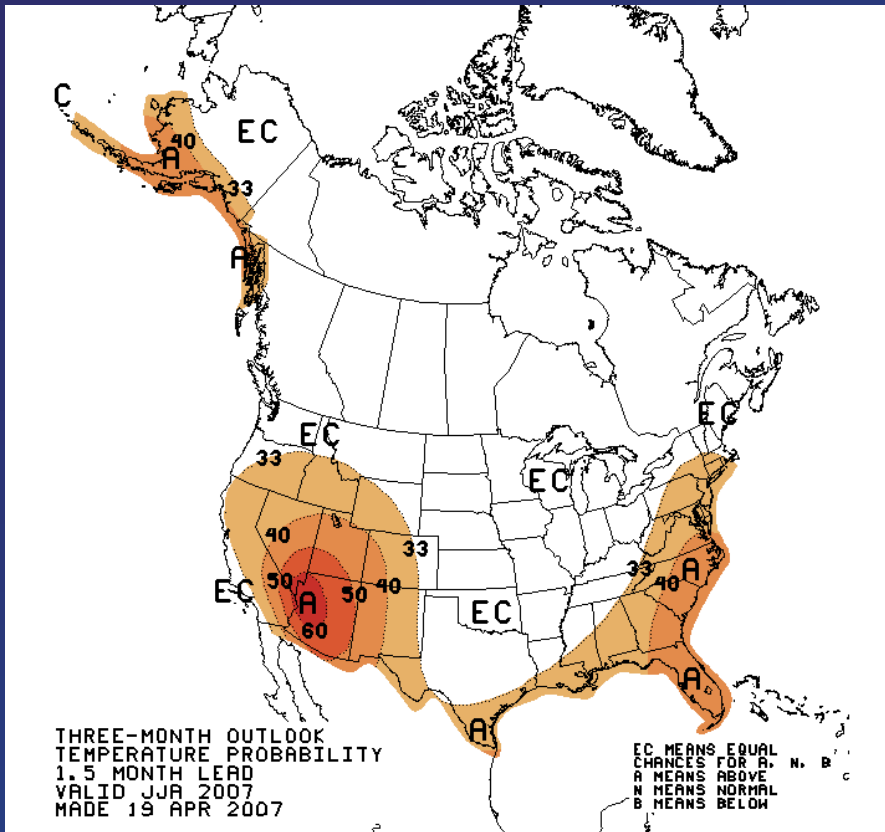 C
EC
40
A
33
A
EC
EC
33
EC
40
33
33
50
A
EC
50
40
40
A
EC
60
A
A
THREE-MONTH OUTLOOK
TEMPERATURE PROBABILITY
1.5 MONTH LEAD
VALID JJA 2007
MADE 19 APR 2007
EC MEANS EQUAL
CHANCES FOR A, N, B
A MEANS ABOVE
N MEANS NORMAL
B MEANS BELOW
C